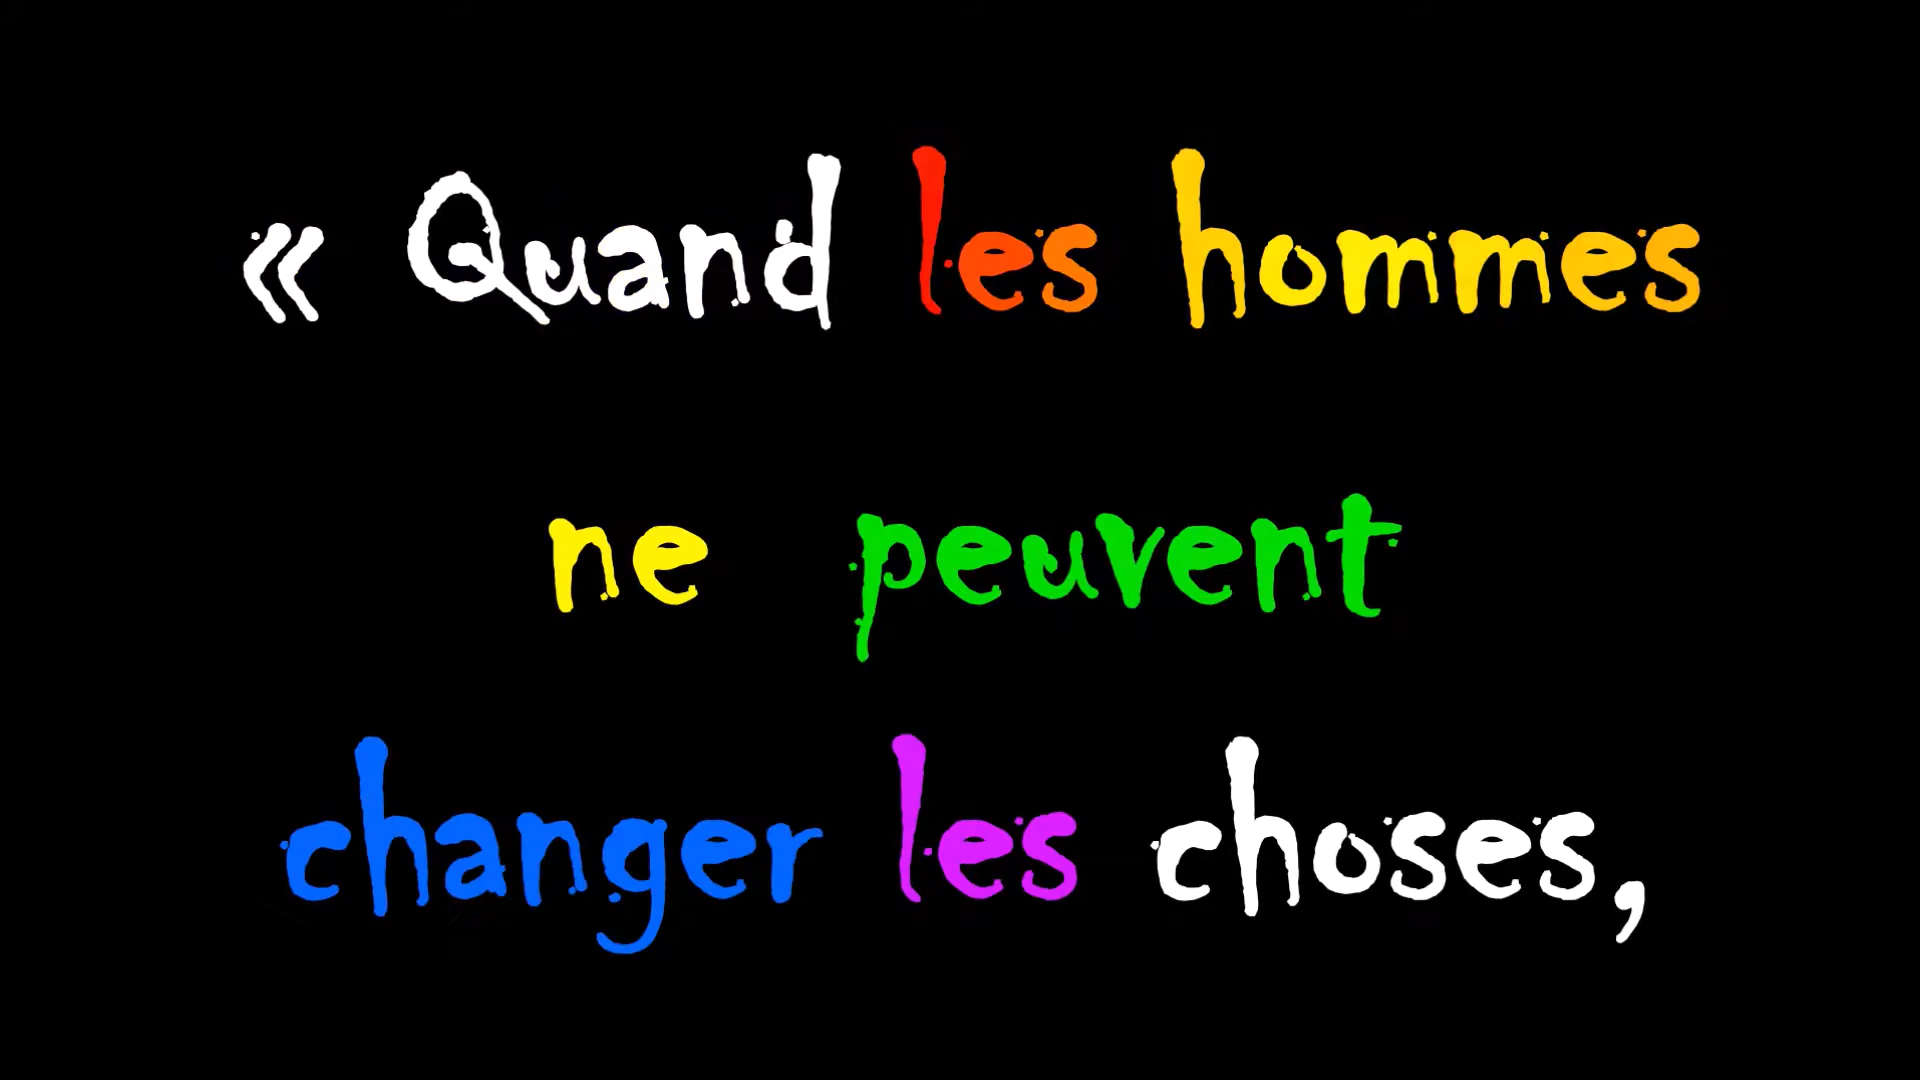 « Quand les hommes
ne peuvent
changer les choses,